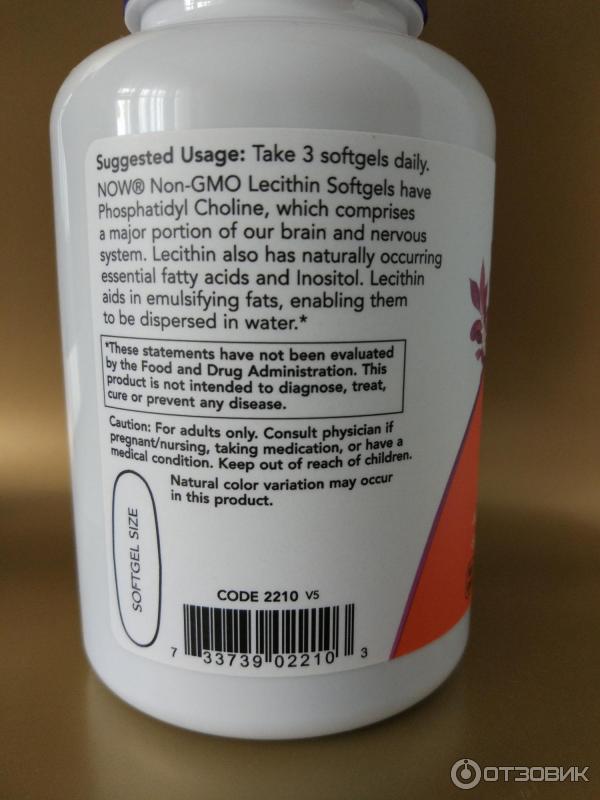 Suggested Usage: Take 3 softgels daily.
NOW® Non-GMO Lecithin Softgels have
Phosphatidyl Choline, which comprises
a major portion of our brain and nervous
system. Lecithin also has naturally occurring
essential fatty acids and Inositol. Lecithin
aids in emulsifying fats, enabling them
to be dispersed in water.*
*These statements have not been evaluated
by the Food and Drug Administration. This
product is not intended to diagnose, treat,
cure or prevent any disease.
Caution: For adults only. Consult physician if
pregnant/nursing, taking medication, or have a
medical condition. Keep out of reach of children.
Natural color variation may occur
in this product.
SOFTGEL SIZE
CODE 2210 V5
7 33739 02210 3
ОТЗОВИК